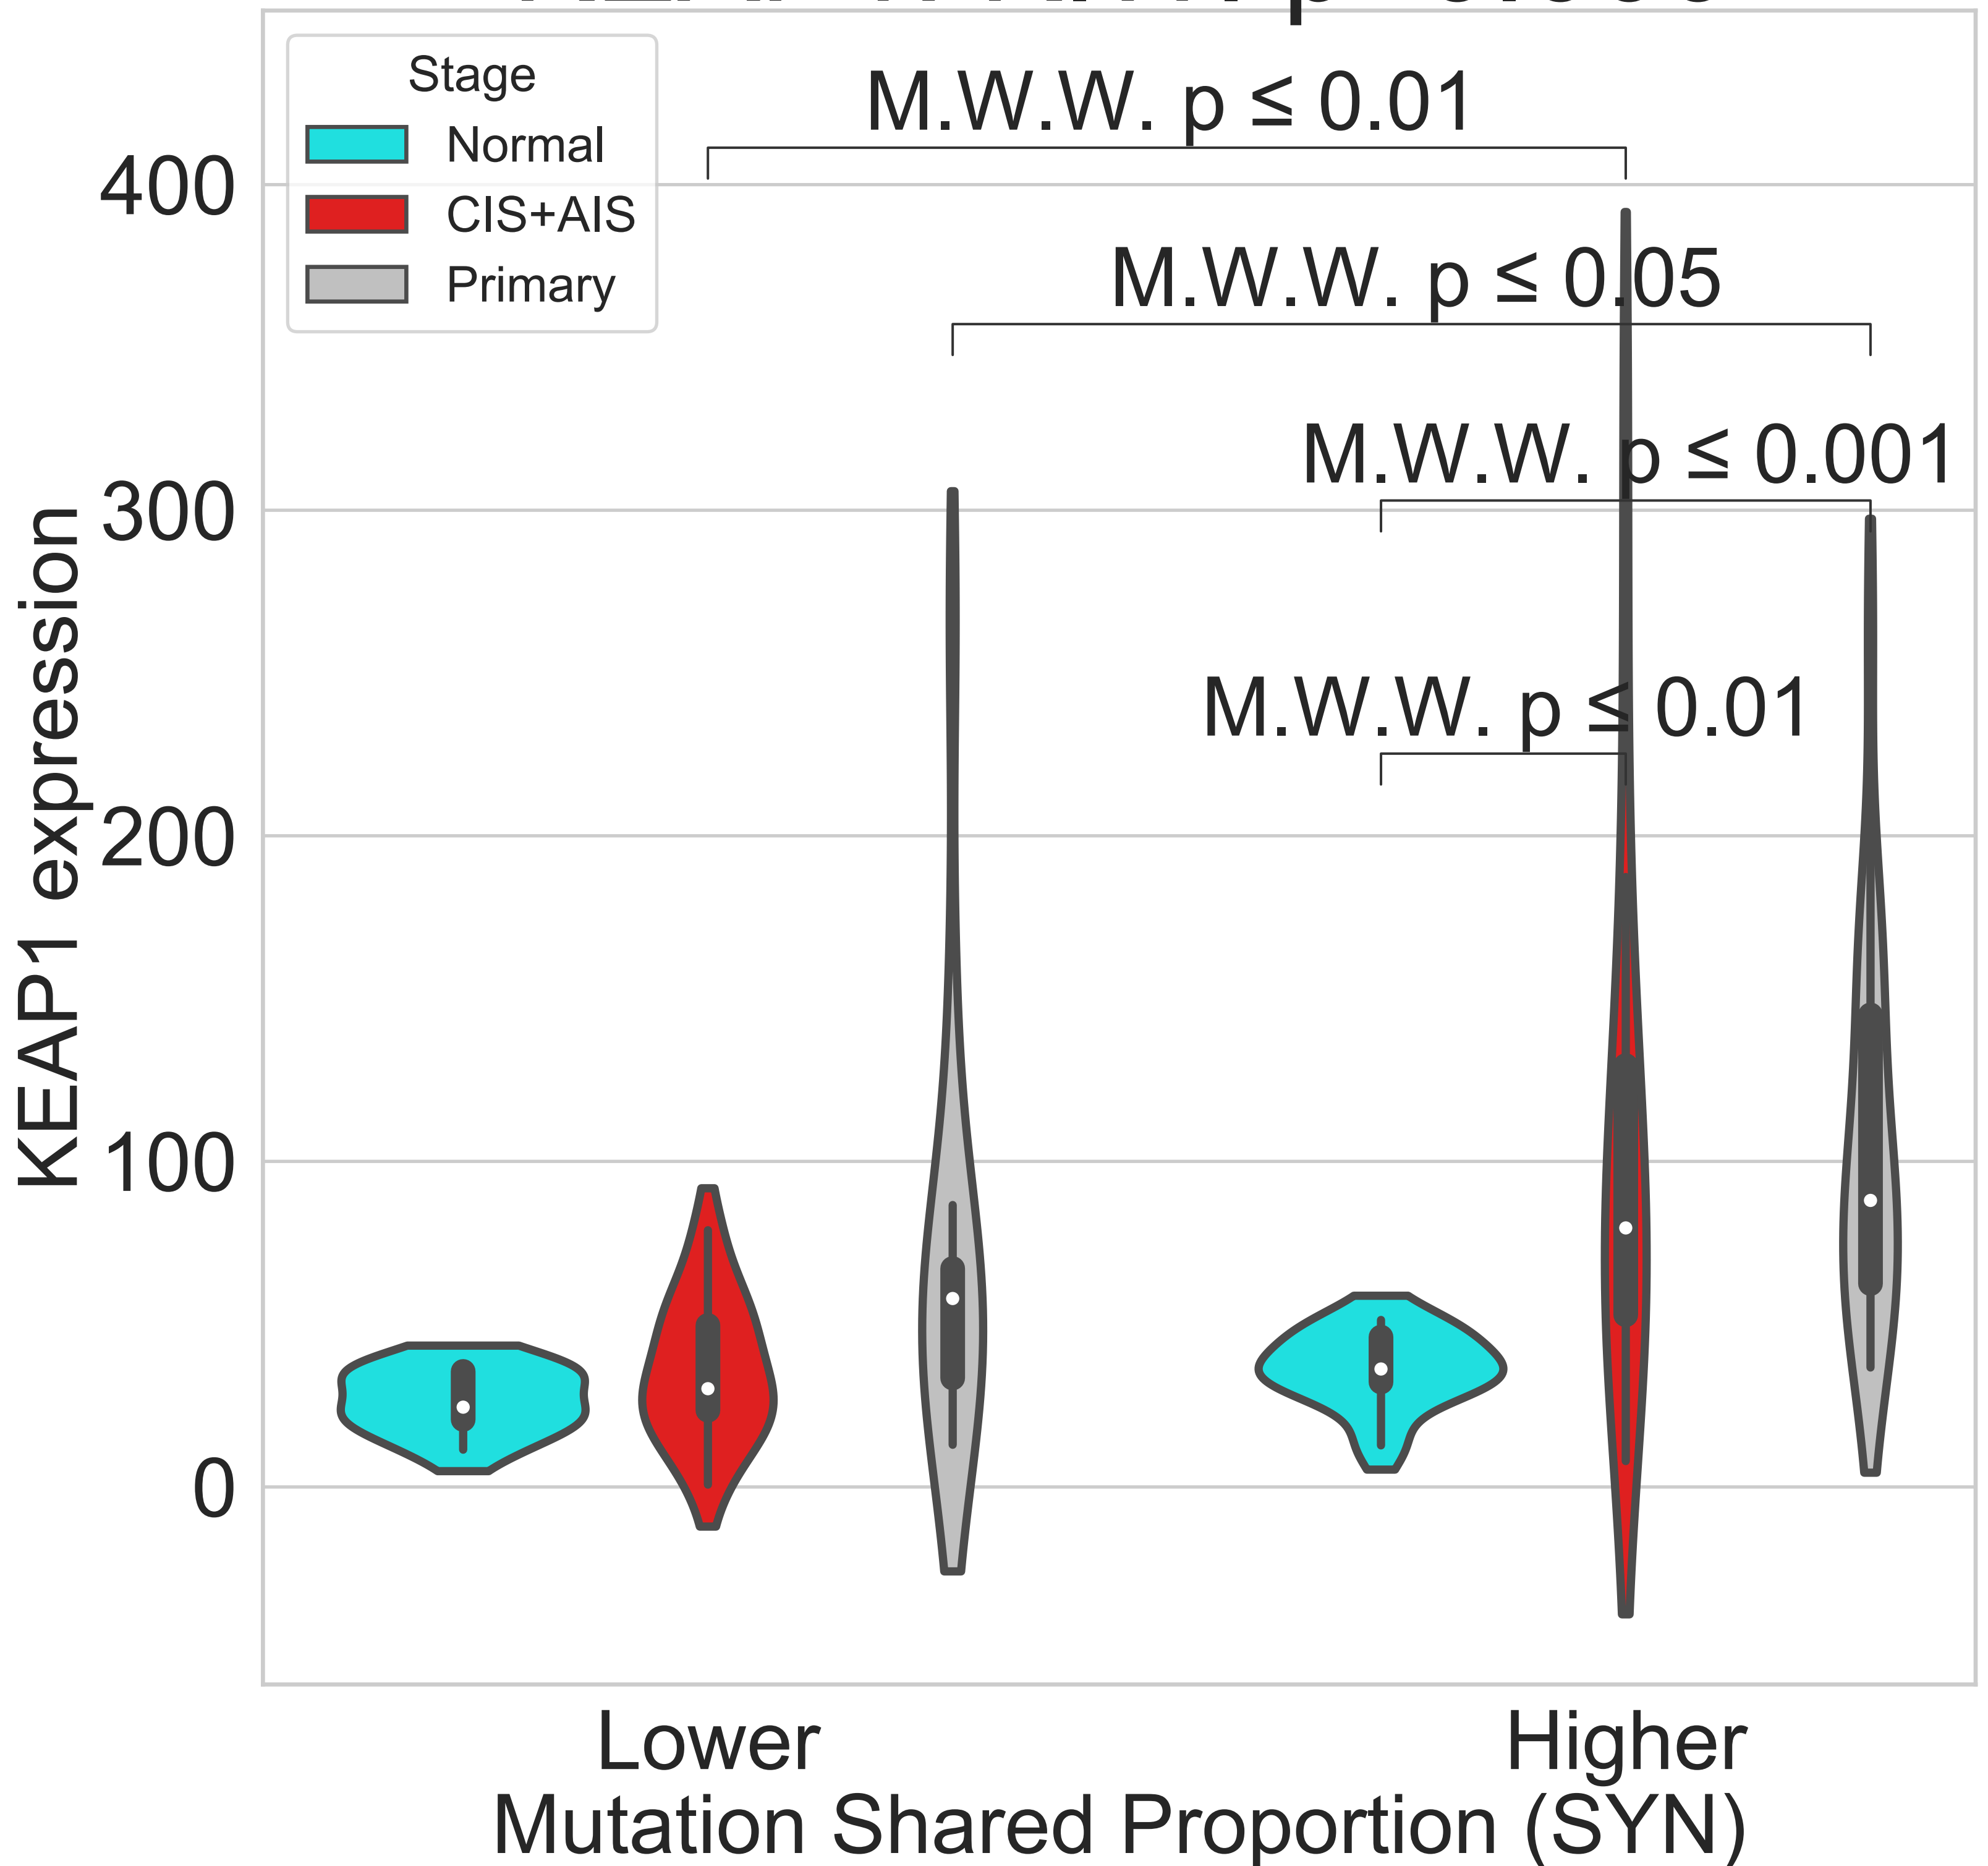 Stage
Normal
CIS+AIS
Primary
M.W.W. p ≤ 0.01
M.W.W. p ≤ 0.05
M.W.W. p ≤ 0.001
M.W.W. p ≤ 0.01
KEAP1 expression
400
300
200
100
0
Lower
Higher
Mutation Shared Proportion (SYN)